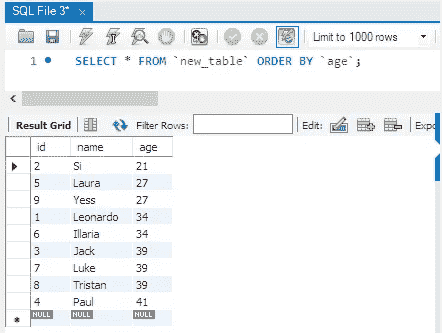 SQL File 3* ×
Limit to 1000 rows
1 SELECT * FROM `new_table` ORDER BY `age`;
Result Grid Filter Rows: Edit: Expo
id name age
2 Si 21
5 Laura 27
9 Yess 27
1 Leonardo 34
6 Illaria 34
3 Jack 39
7 Luke 39
8 Tristan 39
4 Paul 41
NULL NULL NULL